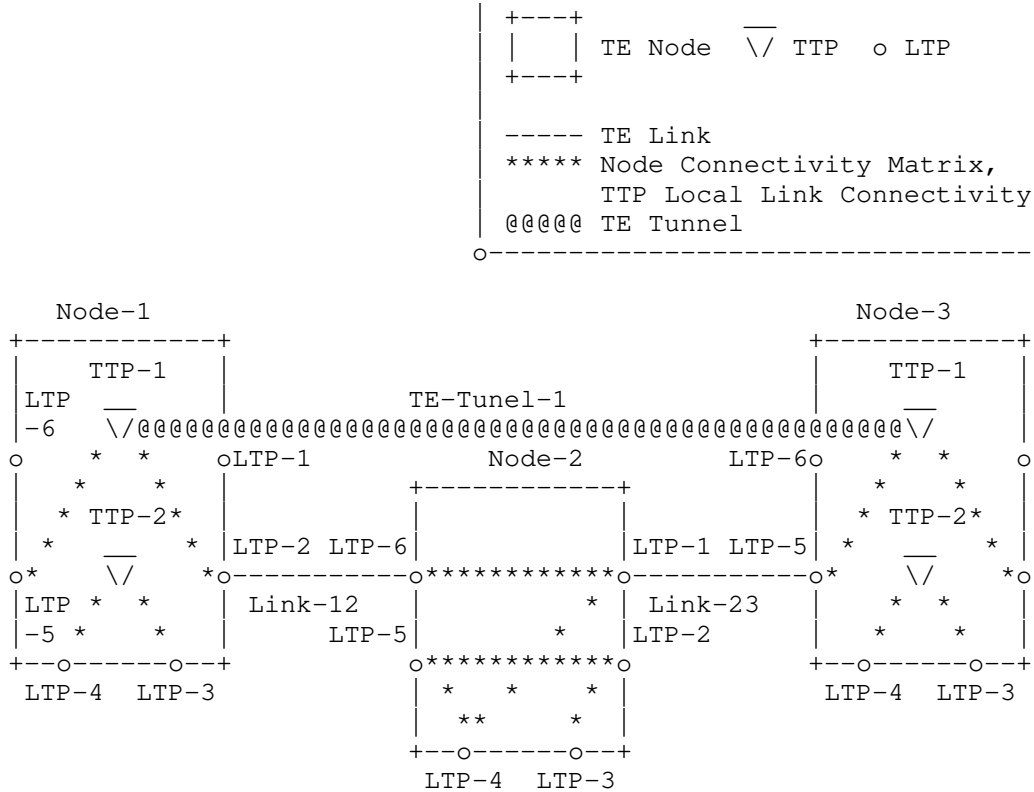 TE Node TTP o LTP
----- TE Link
***** Node Connectivity Matrix,
TTP Local Link Connectivity
@@@@@ TE Tunnel
Node-1 Node-3
TTP-1 TTP-1
LTP TE-Tunel-1
-6 \/@@@@@@@@@@@@@@@@@@@@@@@@@@@@@@@@@@@@@@@@@@@@@@@@\/
LTP-1 Node-2 LTP-6
TTP-2 TTP-2
LTP-2 LTP-6 LTP-1 LTP-5
LTP Link-12 Link-23
-5 LTP-5 LTP-2
LTP-4 LTP-3 LTP-4 LTP-3
LTP-4 LTP-3